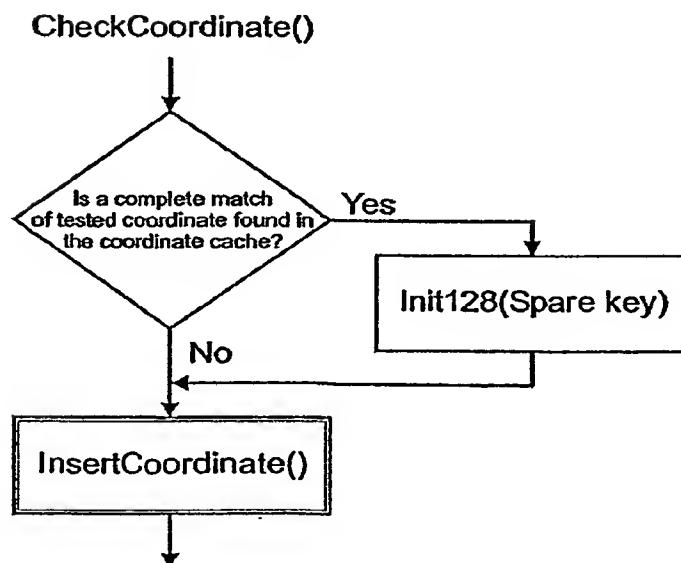 CheckCoordinate()
Is a complete match
of tested coordinate found in
the coordinate cache?
Yes
Init128(Spare key)
No
InsertCoordinate()